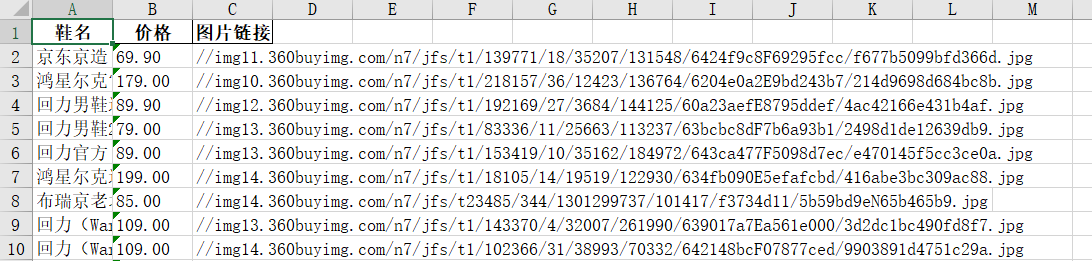 A B C D E F G H I J K L M
1 鞋名 价格 图片链接
2 京东京造 69.90 //img11.360buyimg.com/n7/jfs/t1/139771/18/35207/131548/6424f9c8F69295fcc/f677b5099bfd366d.jpg
3 鸿星尔克 179.00 //img10.360buyimg.com/n7/jfs/t1/218157/36/12423/136764/6204e0a2E9bd243b7/214d9698d684bc8b.jpg
4 回力男鞋 89.90 //img12.360buyimg.com/n7/jfs/t1/192169/27/3684/144125/60a23aefE8795ddef/4ac42166e431b4af.jpg
5 回力男鞋 79.00 //img13.360buyimg.com/n7/jfs/t1/83336/11/25663/113237/63bcbc8dF7b6a93b1/2498d1de12639db9.jpg
6 回力官方 89.00 //img13.360buyimg.com/n7/jfs/t1/153419/10/35162/184972/643ca477F5098d7ec/e470145f5cc3ce0a.jpg
7 鸿星尔克 199.00 //img14.360buyimg.com/n7/jfs/t1/18105/14/19519/122930/634fb090E5efafcbd/416abe3bc309ac88.jpg
8 布瑞京老 85.00 //img14.360buyimg.com/n7/jfs/t23485/344/1301299737/101417/f3734d11/5b59bd9eN65b465b9.jpg
9 回力（War 109.00 //img13.360buyimg.com/n7/jfs/t1/143370/4/32007/261990/639017a7Ea561e000/3d2dc1bc490fd8f7.jpg
10 回力（War 109.00 //img14.360buyimg.com/n7/jfs/t1/102366/31/38993/70332/642148bcF07877ced/9903891d4751c29a.jpg